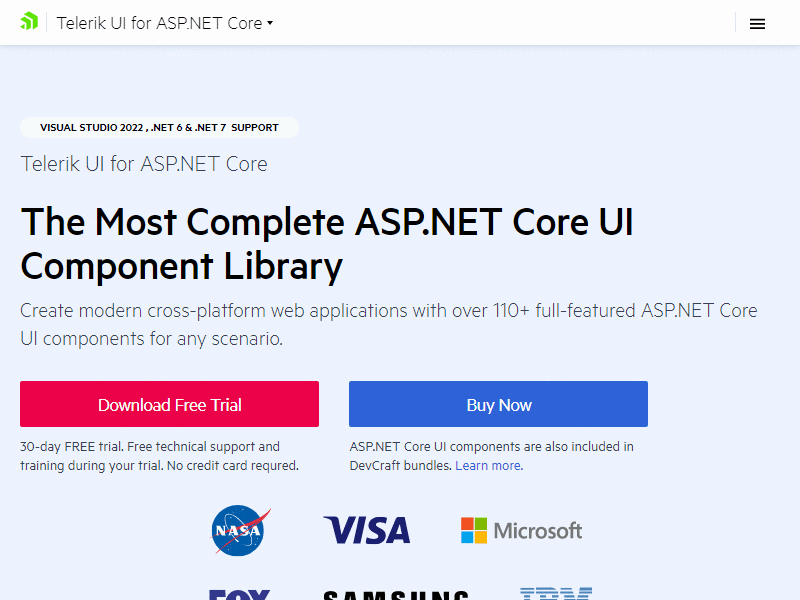 Telerik UI for ASP.NET Core
VISUAL STUDIO 2022 , .NET 6 & .NET 7 SUPPORT
Telerik UI for ASP.NET Core
The Most Complete ASP.NET Core UI
Component Library
Create modern cross-platform web applications with over 110+ full-featured ASP.NET Core
UI components for any scenario.
Download Free Trial
Buy Now
30-day FREE trial. Free technical support and
training during your trial. No credit card requred.
ASP.NET Core UI components are also included in
DevCraft bundles. Learn more.
NASA
VISA
Microsoft
FOX
SAMSUNG
IBM